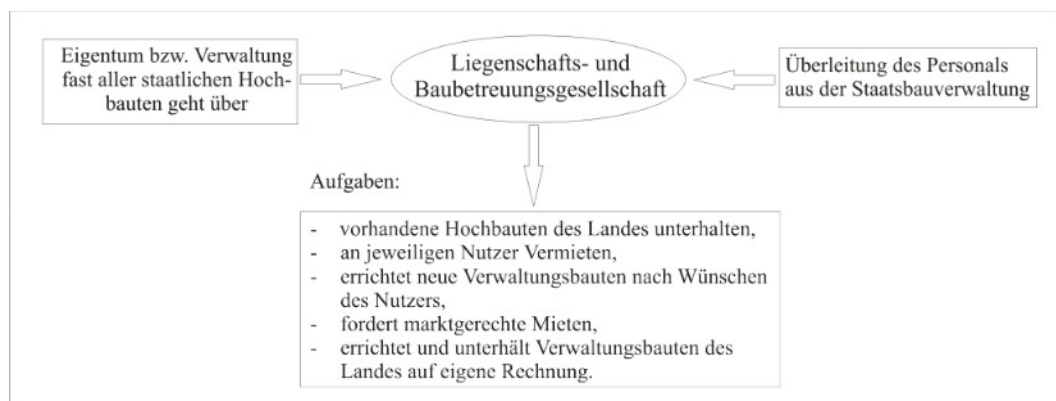 Eigentum bzw. Verwaltung
fast aller staatlichen Hoch-
bauten geht über
Liegenschafts- und
Baubetreuungsgesellschaft
Überleitung des Personals
aus der Staatsbauverwaltung
Aufgaben:
- vorhandene Hochbauten des Landes unterhalten,
- an jeweiligen Nutzer Vermieten,
- errichtet neue Verwaltungsbauten nach Wünschen
des Nutzers,
- fordert marktgerechte Mieten,
- errichtet und unterhält Verwaltungsbauten des
Landes auf eigene Rechnung.